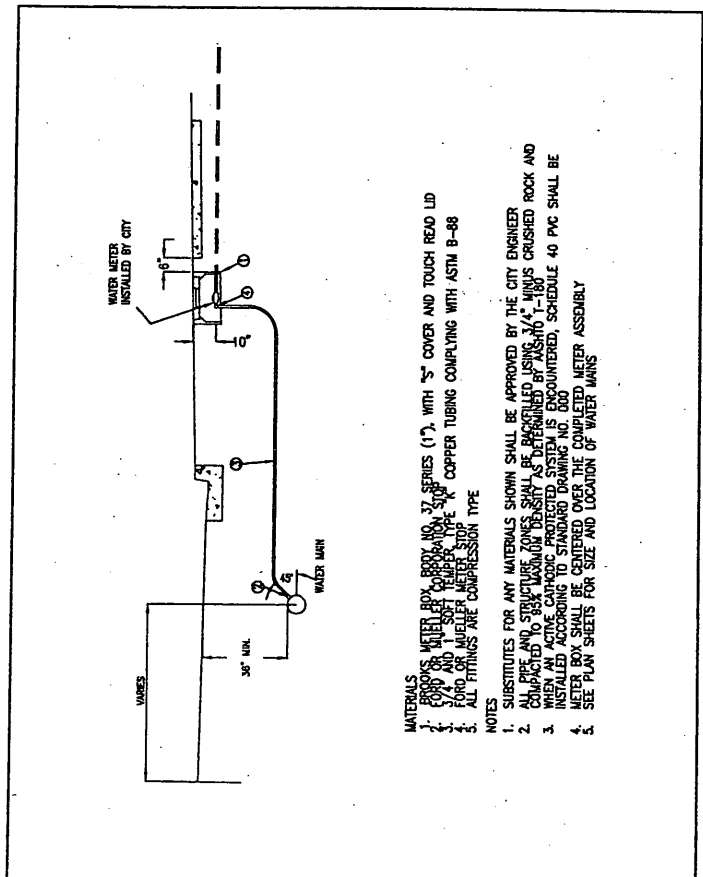 WATER METER
INSTALLED BY CITY
6"
1
4
10"
3
2
45°
WATER MAIN
VARIES
36" MIN.
MATERIALS
1. BROOKS METER BOX, BODY NO. 37 SERIES (1"), WITH "S" COVER AND TOUCH READ LID
2. FORD OR MUELLER CORPORATION STOP
3. 3/4 AND 1" SOFT TEMPER, TYPE "K" COPPER TUBING COMPLYING WITH ASTM B-88
4. FORD OR MUELLER METER STOP
5. ALL FITTINGS ARE COMPRESSION TYPE
NOTES
1. SUBSTITUTES FOR ANY MATERIALS SHOWN SHALL BE APPROVED BY THE CITY ENGINEER
2. ALL PIPE AND STRUCTURE ZONES SHALL BE BACKFILLED USING 3/4" MINUS CRUSHED ROCK AND
COMPACTED TO 95% MAXIMUM DENSITY AS DETERMINED BY AASHTO T-180
3. WHEN AN ACTIVE CATHODIC PROTECTED SYSTEM IS ENCOUNTERED, SCHEDULE 40 PVC SHALL BE
INSTALLED ACCORDING TO STANDARD DRAWING NO. 000
4. METER BOX SHALL BE CENTERED OVER THE COMPLETED METER ASSEMBLY
5. SEE PLAN SHEETS FOR SIZE AND LOCATION OF WATER MAINS